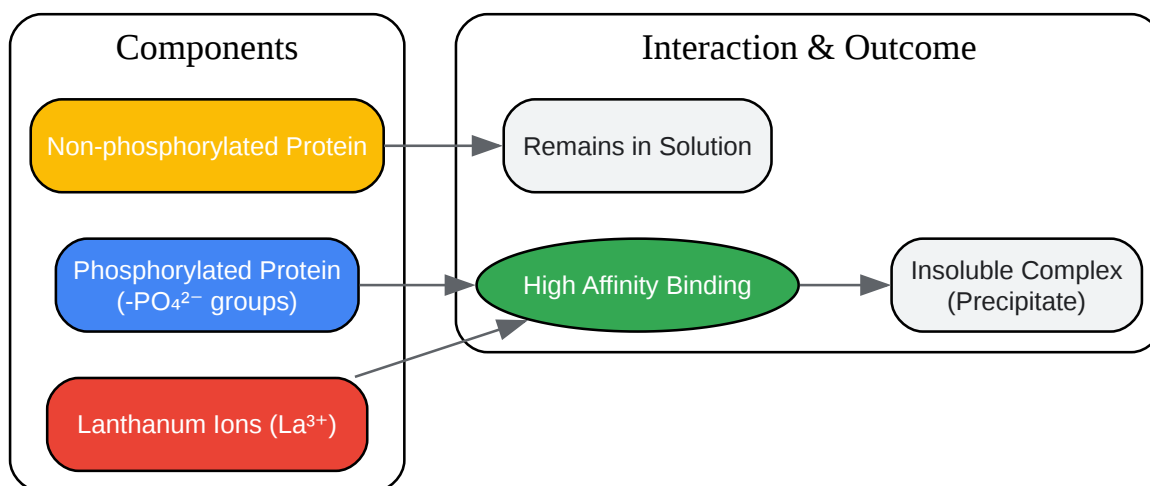 Components
Interaction & Outcome
Non-phosphorylated Protein
Remains in Solution
Phosphorylated Protein
(-PO₄²⁻ groups)
High Affinity Binding
Insoluble Complex
(Precipitate)
Lanthanum Ions (La³⁺)